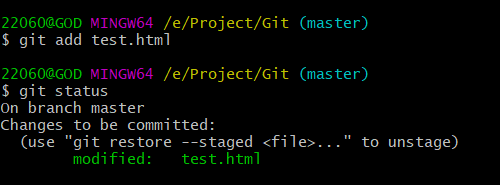 22060@GOD MINGW64 /e/Project/Git (master)
$ git add test.html
22060@GOD MINGW64 /e/Project/Git (master)
$ git status
On branch master
Changes to be committed:
  (use "git restore --staged <file>..." to unstage)
        modified:   test.html